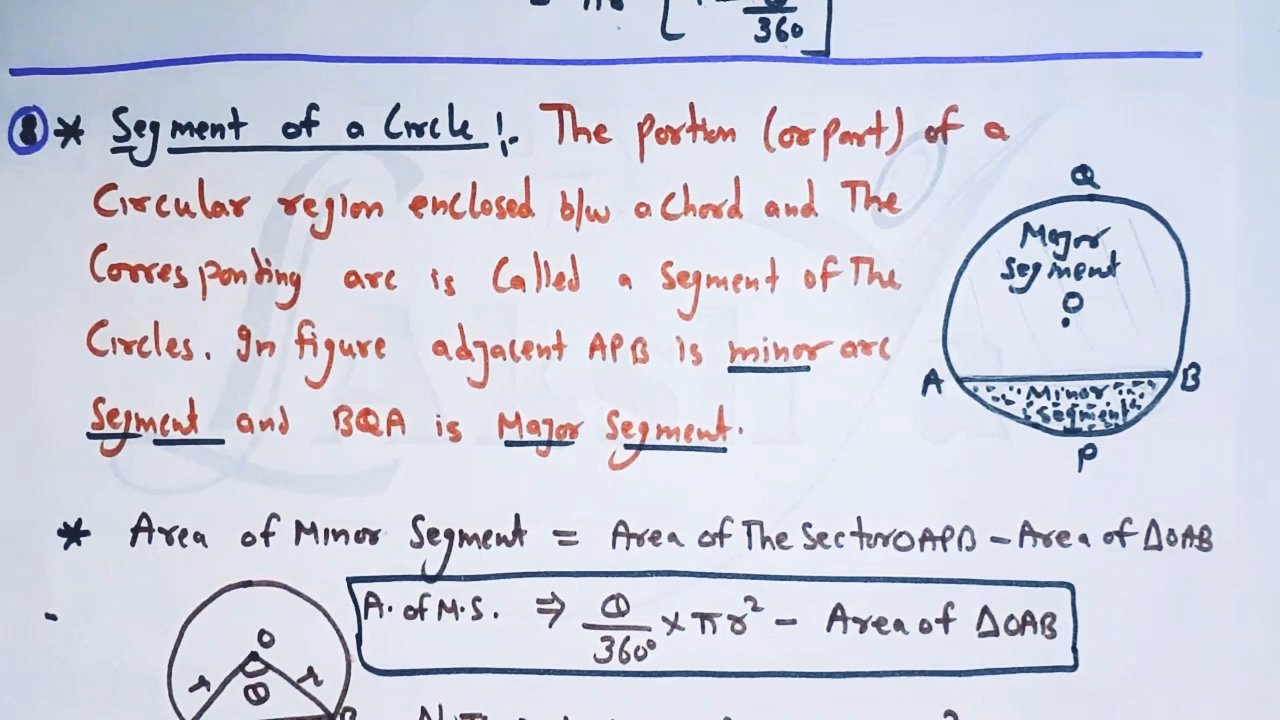 360
8 * Segment of a Circle :- The portion (or part) of a
Circular region enclosed b/w a Chord and The
Corresponding arc is Called a Segment of The
Circles. In figure adjacent APB is minor arc
Segment and BQA is Major Segment.
Q
Major
Segment
O
A
B
Minor
Segment
P
* Area of Minor Segment = Area of The Sector OAPB - Area of ΔOAB
A. of M.S. ⇒ θ/360° × πr² - Area of ΔOAB
O
r θ r
B